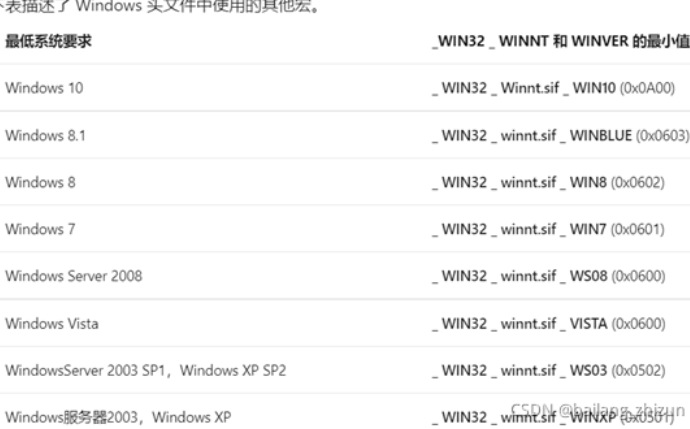 下表描述了 Windows 头文件中使用的其他宏。
最低系统要求 _WIN32 _ WINNT 和 WINVER 的最小值
Windows 10 _ WIN32 _ Winnt.sif _ WIN10 (0x0A00)
Windows 8.1 _ WIN32 _ winnt.sif _ WINBLUE (0x0603)
Windows 8 _ WIN32 _ winnt.sif _ WIN8 (0x0602)
Windows 7 _ WIN32 _ winnt.sif _ WIN7 (0x0601)
Windows Server 2008 _ WIN32 _ winnt.sif _ WS08 (0x0600)
Windows Vista _ WIN32 _ winnt.sif _ VISTA (0x0600)
WindowsServer 2003 SP1，Windows XP SP2 _ WIN32 _ winnt.sif _ WS03 (0x0502)
Windows服务器2003，Windows XP _ WIN32 _ winnt.sif _ WINXP (0x0501)
CSDN @bailang_zhizun